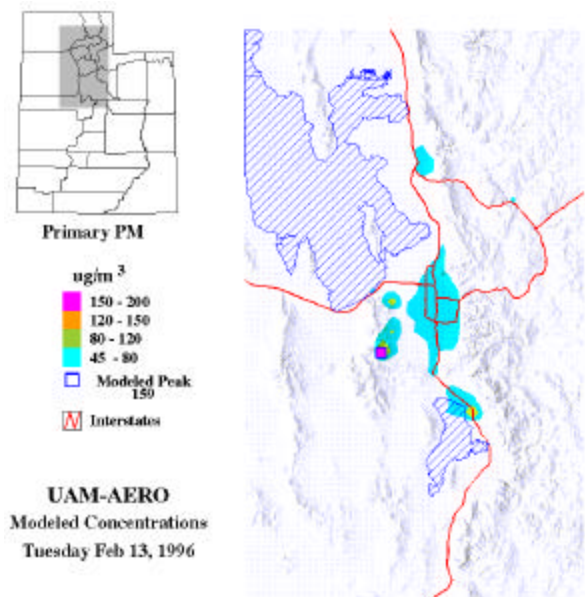 Primary PM
ug/m 3
150 - 200
120 - 150
80 - 120
45 - 80
Modeled Peak
159
Interstates
UAM-AERO
Modeled Concentrations
Tuesday Feb 13, 1996